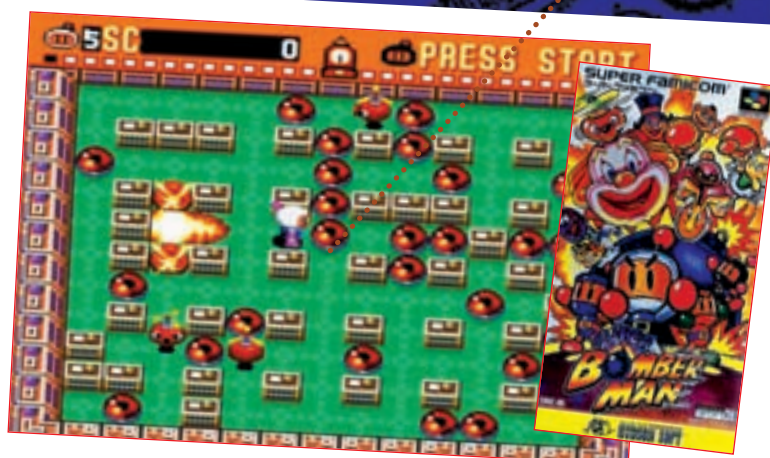 5SC 0 PRESS START
SUPER FAMICOM
BOMBER
MAN
HUDSON SOFT